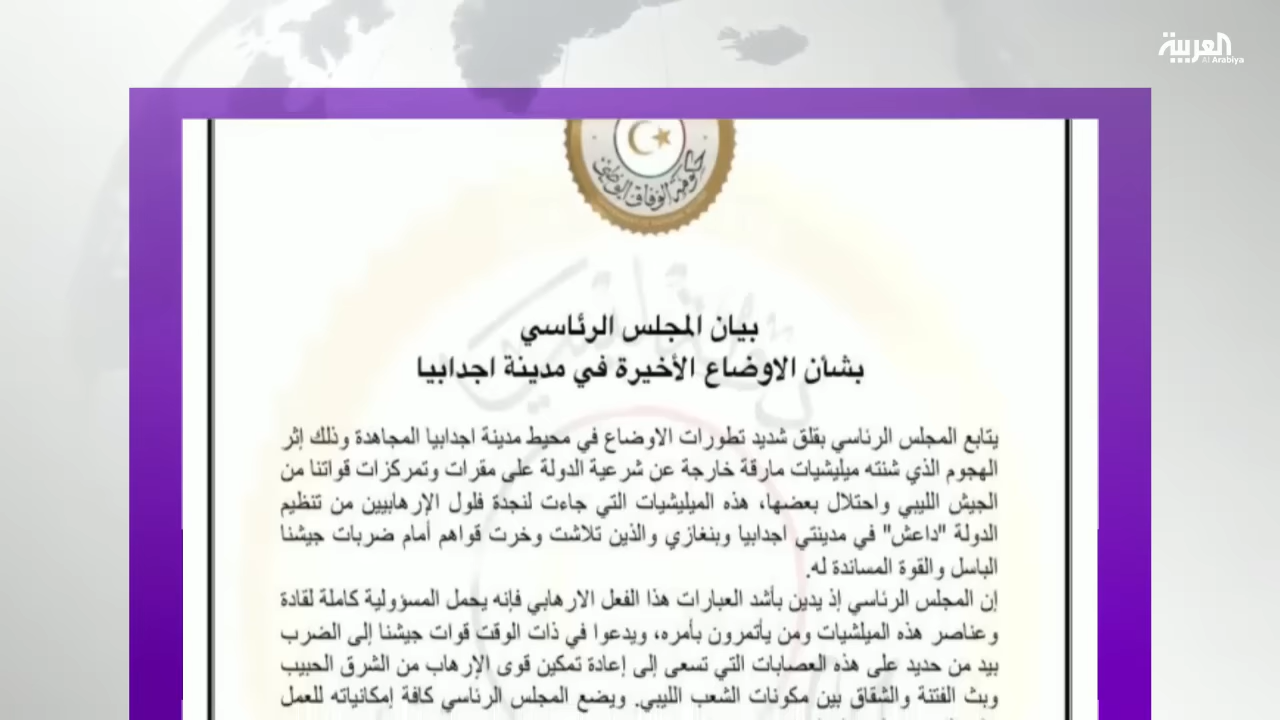 العربية
Al Arabiya
حكومة الوفاق الوطني
بيان المجلس الرئاسي
بشأن الاوضاع الأخيرة في مدينة اجدابيا
يتابع المجلس الرئاسي بقلق شديد تطورات الاوضاع في محيط مدينة اجدابيا المجاهدة وذلك إثر
الهجوم الذي شنته ميليشيات مارقة خارجة عن شرعية الدولة على مقرات وتمركزات قواتنا من
الجيش الليبي واحتلال بعضها، هذه الميليشيات التي جاءت لنجدة فلول الإرهابيين من تنظيم
الدولة "داعش" في مدينتي اجدابيا وبنغازي والذين تلاشت وخرت قواهم أمام ضربات جيشنا
الباسل والقوة المساندة له.
إن المجلس الرئاسي إذ يدين بأشد العبارات هذا الفعل الارهابي فإنه يحمل المسؤولية كاملة لقادة
وعناصر هذه الميلشيات ومن يأتمرون بأمره، ويدعوا في ذات الوقت قوات جيشنا إلى الضرب
بيد من حديد على هذه العصابات التي تسعى إلى إعادة تمكين قوى الإرهاب من الشرق الحبيب
وبث الفتنة والشقاق بين مكونات الشعب الليبي. ويضع المجلس الرئاسي كافة إمكانياته للعمل